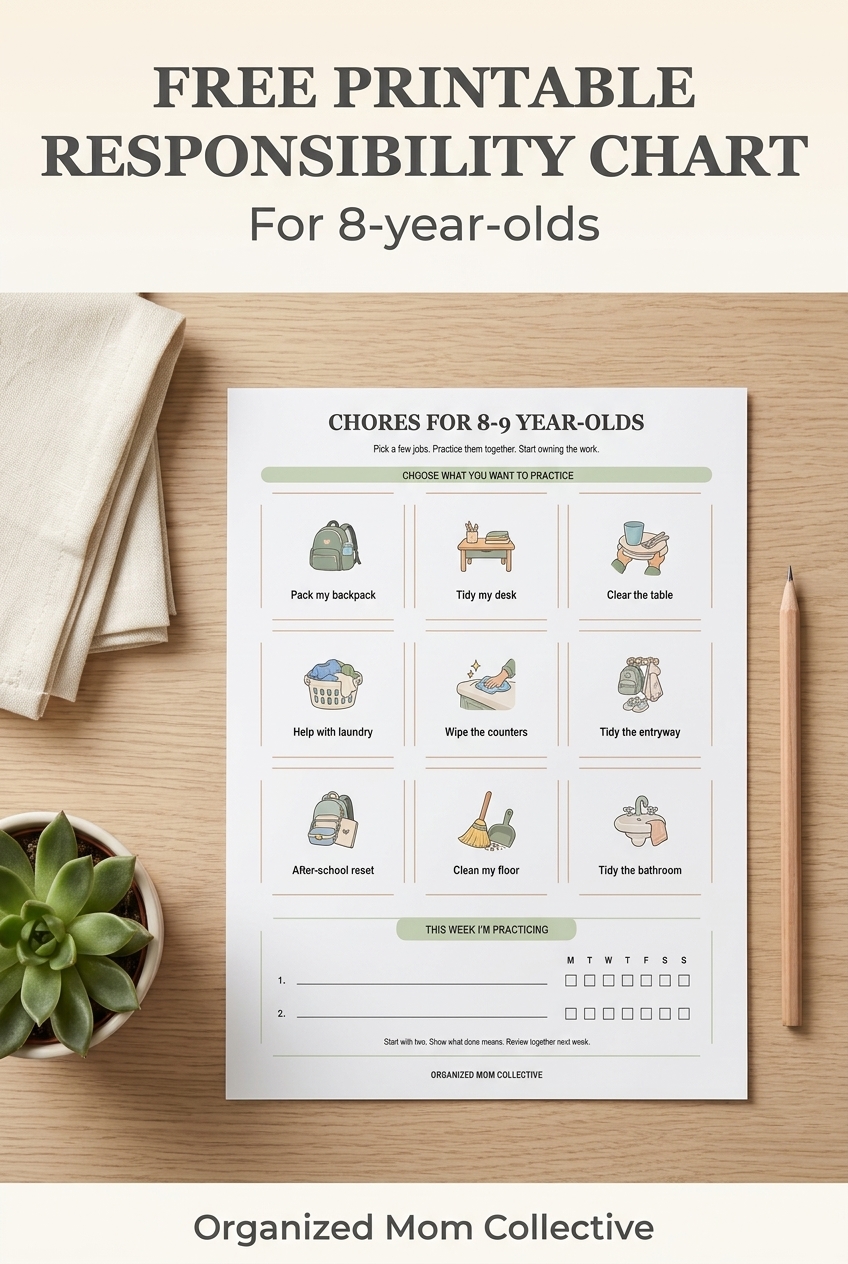 FREE PRINTABLE
RESPONSIBILITY CHART
For 8-year-olds
CHORES FOR 8-9 YEAR-OLDS
Pick a few jobs. Practice them together. Start owning the work.
CHOOSE WHAT YOU WANT TO PRACTICE
Pack my backpack
Tidy my desk
Clear the table
Help with laundry
Wipe the counters
Tidy the entryway
ARer-school reset
Clean my floor
Tidy the bathroom
THIS WEEK I'M PRACTICING
M T W T F S S
1.
2.
Start with two. Show what done means. Review together next week.
ORGANIZED MOM COLLECTIVE
Organized Mom Collective